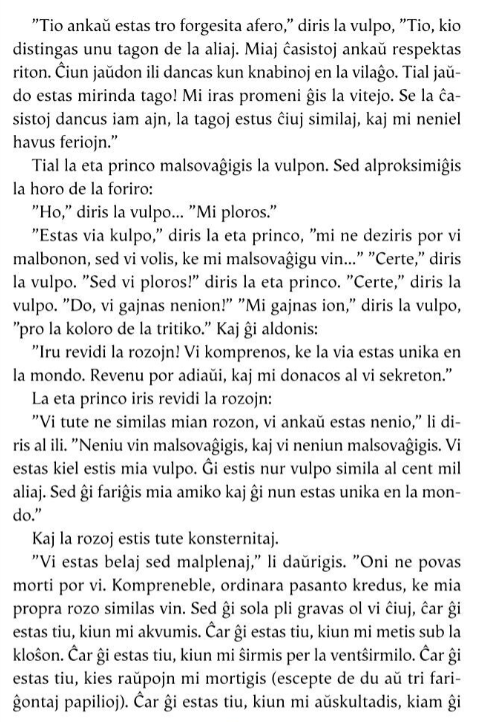 ”Tio ankaŭ estas tro forgesita afero,” diris la vulpo, ”Tio, kio
distingas unu tagon de la aliaj. Miaj ĉasistoj ankaŭ respektas
riton. Ĉiun ĵaŭdon ili dancas kun knabinoj en la vilaĝo. Tial ĵaŭ-
do estas mirinda tago! Mi iras promeni ĝis la vitejo. Se la ĉa-
sistoj dancus iam ajn, la tagoj estus ĉiuj similaj, kaj mi neniel
havus feriojn.”
Tial la eta princo malsovaĝigis la vulpon. Sed alproksimiĝis
la horo de la foriro:
”Ho,” diris la vulpo... ”Mi ploros.”
”Estas via kulpo,” diris la eta princo, ”mi ne deziris por vi
malbonon, sed vi volis, ke mi malsovaĝigu vin...” ”Certe,” diris
la vulpo. ”Sed vi ploros!” diris la eta princo. ”Certe,” diris la
vulpo. ”Do, vi gajnas nenion!” ”Mi gajnas ion,” diris la vulpo,
”pro la koloro de la tritiko.” Kaj ĝi aldonis:
”Iru revidi la rozojn! Vi komprenos, ke la via estas unika en
la mondo. Revenu por adiaŭi, kaj mi donacos al vi sekreton.”
La eta princo iris revidi la rozojn:
”Vi tute ne similas mian rozon, vi ankaŭ estas nenio,” li di-
ris al ili. ”Neniu vin malsovaĝigis, kaj vi neniun malsovaĝigis. Vi
estas kiel estis mia vulpo. Ĝi estis nur vulpo simila al cent mil
aliaj. Sed ĝi fariĝis mia amiko kaj ĝi nun estas unika en la mon-
do.”
Kaj la rozoj estis tute konsternitaj.
”Vi estas belaj sed malplenaj,” li daŭrigis. ”Oni ne povas
morti por vi. Kompreneble, ordinara pasanto kredus, ke mia
propra rozo similas vin. Sed ĝi sola pli gravas ol vi ĉiuj, ĉar ĝi
estas tiu, kiun mi akvumis. Ĉar ĝi estas tiu, kiun mi metis sub la
kloŝon. Ĉar ĝi estas tiu, kiun mi ŝirmis per la ventŝirmilo. Ĉar ĝi
estas tiu, kies raŭpojn mi mortigis (escepte de du aŭ tri fari-
ĝontaj papilioj). Ĉar ĝi estas tiu, kiun mi aŭskultadis, kiam ĝi